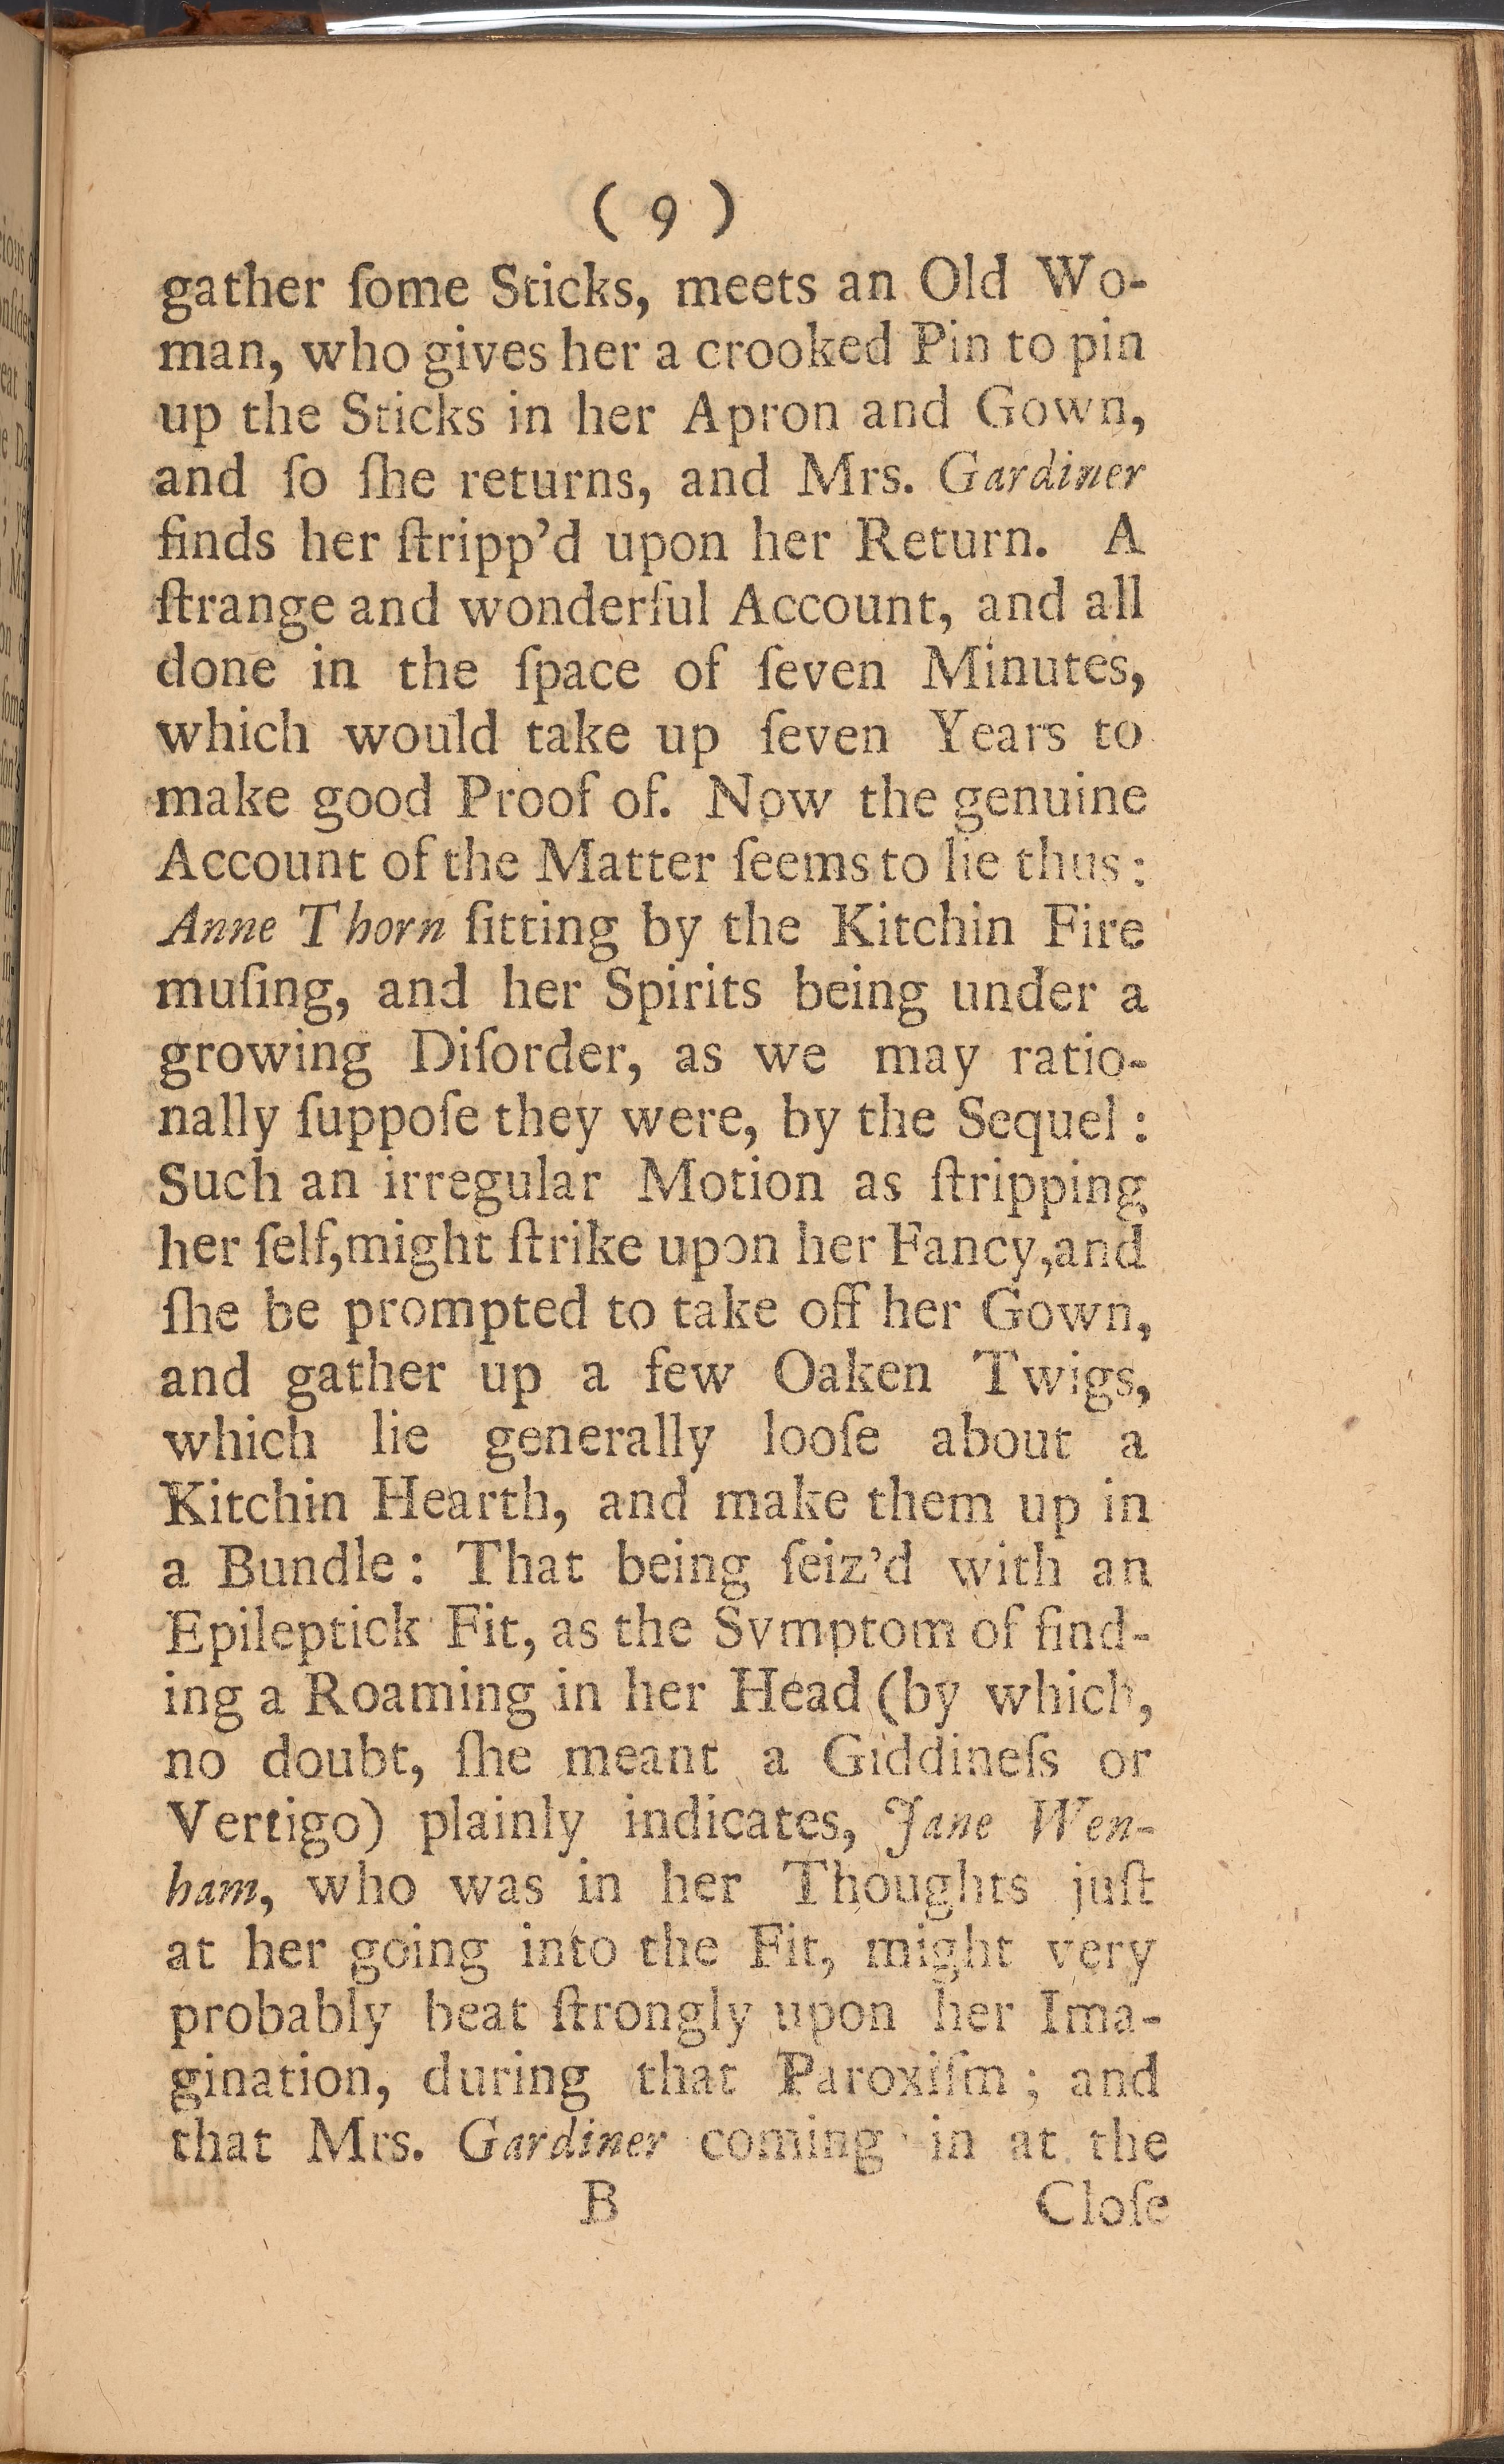 ( 9 )
gather ſome Sticks, meets an Old Wo-
man, who gives her a crooked Pin to pin
up the Sticks in her Apron and Gown,
and ſo ſhe returns, and Mrs. Gardiner
finds her ſtripp'd upon her Return. A
ſtrange and wonderful Account, and all
done in the ſpace of ſeven Minutes,
which would take up ſeven Years to
make good Proof of. Now the genuine
Account of the Matter ſeems to lie thus:
Anne Thorn ſitting by the Kitchin Fire
muſing, and her Spirits being under a
growing Diſorder, as we may ratio-
nally ſuppoſe they were, by the Sequel:
Such an irregular Motion as ſtripping
her ſelf, might ſtrike upon her Fancy, and
ſhe be prompted to take off her Gown,
and gather up a few Oaken Twigs,
which lie generally looſe about a
Kitchin Hearth, and make them up in
a Bundle: That being ſeiz'd with an
Epileptick Fit, as the Symptom of find-
ing a Roaming in her Head (by which,
no doubt, ſhe meant a Giddineſs or
Vertigo) plainly indicates, Jane Wen-
ham, who was in her Thoughts juſt
at her going into the Fit, might very
probably beat ſtrongly upon her Ima-
gination, during that Paroxiſm; and
that Mrs. Gardiner coming in at the
B Cloſe